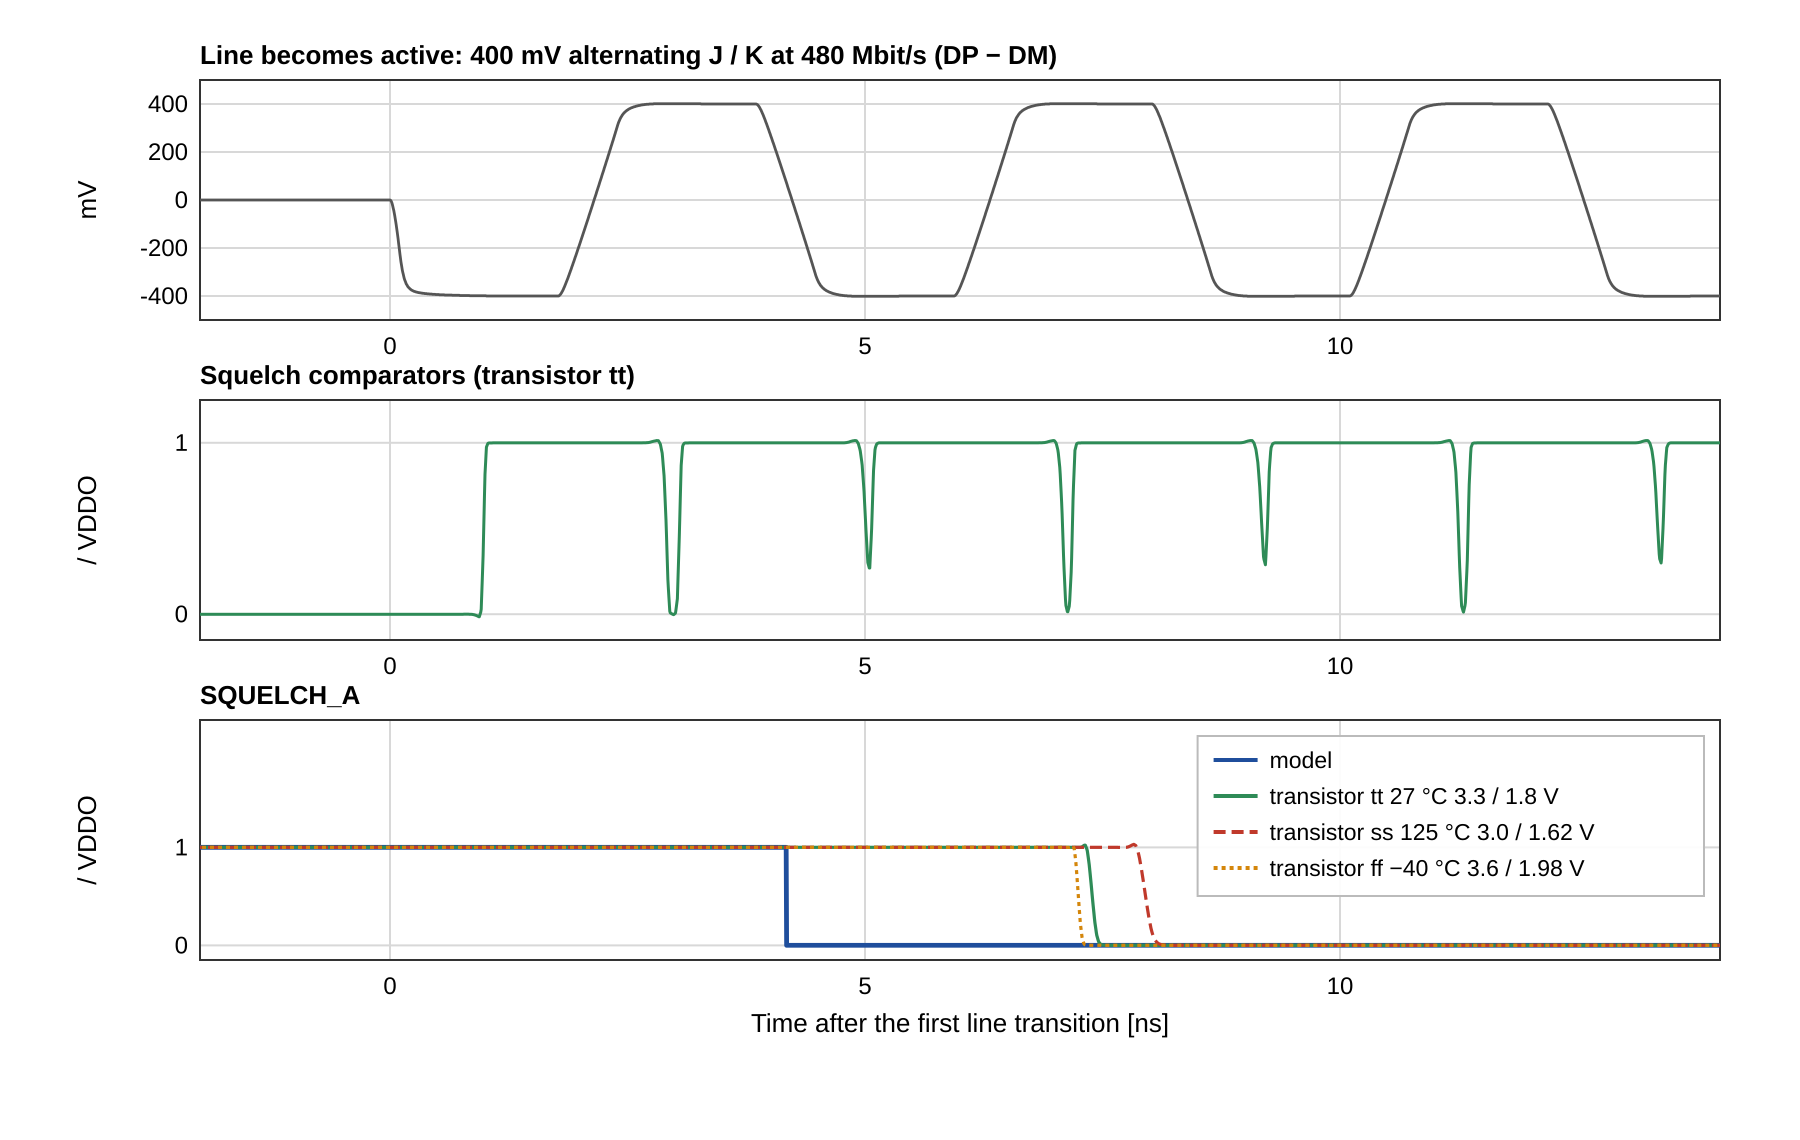 Line becomes active: 400 mV alternating J / K at 480 Mbit/s (DP − DM)
400
200
0
-200
-400
mV
0 5 10
Squelch comparators (transistor tt)
1
0
/ VDDO
0 5 10
SQUELCH_A
model
transistor tt 27 °C 3.3 / 1.8 V
transistor ss 125 °C 3.0 / 1.62 V
transistor ff −40 °C 3.6 / 1.98 V
1
0
/ VDDO
0 5 10
Time after the first line transition [ns]